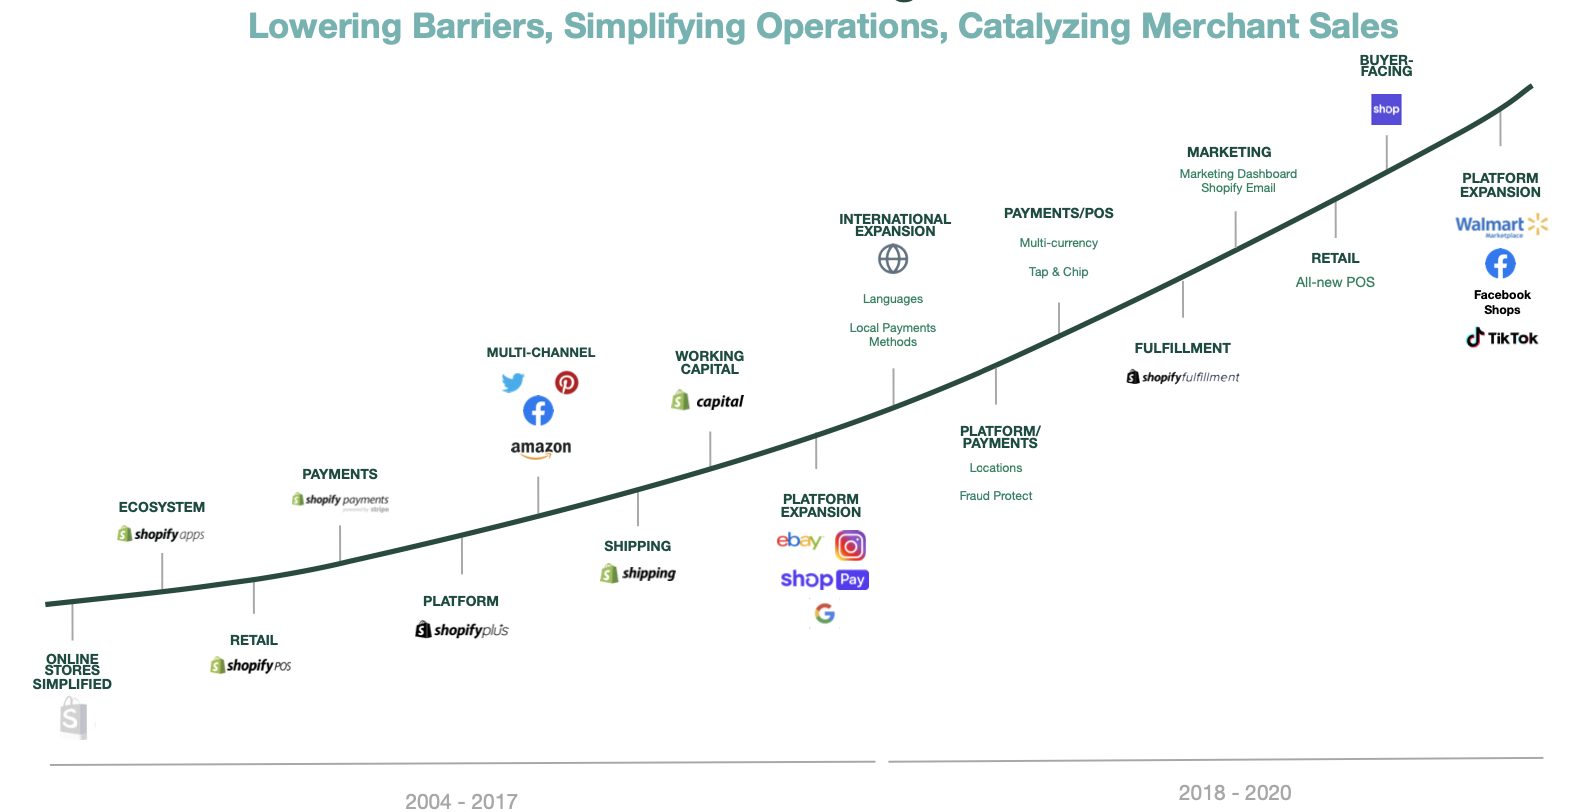 Lowering Barriers, Simplifying Operations, Catalyzing Merchant Sales
ONLINE
STORES
SIMPLIFIED
S
ECOSYSTEM
shopify apps
RETAIL
shopify POS
PAYMENTS
shopify payments
powered by stripe
PLATFORM
shopifyplus
MULTI-CHANNEL
amazon
SHIPPING
shipping
WORKING
CAPITAL
capital
PLATFORM
EXPANSION
ebay
shop Pay
G
INTERNATIONAL
EXPANSION
Languages
Local Payments
Methods
PLATFORM/
PAYMENTS
Locations
Fraud Protect
PAYMENTS/POS
Multi-currency
Tap & Chip
FULFILLMENT
shopify fulfillment
MARKETING
Marketing Dashboard
Shopify Email
RETAIL
All-new POS
BUYER-
FACING
shop
PLATFORM
EXPANSION
Walmart
Marketplace
Facebook
Shops
TikTok
2004 - 2017
2018 - 2020